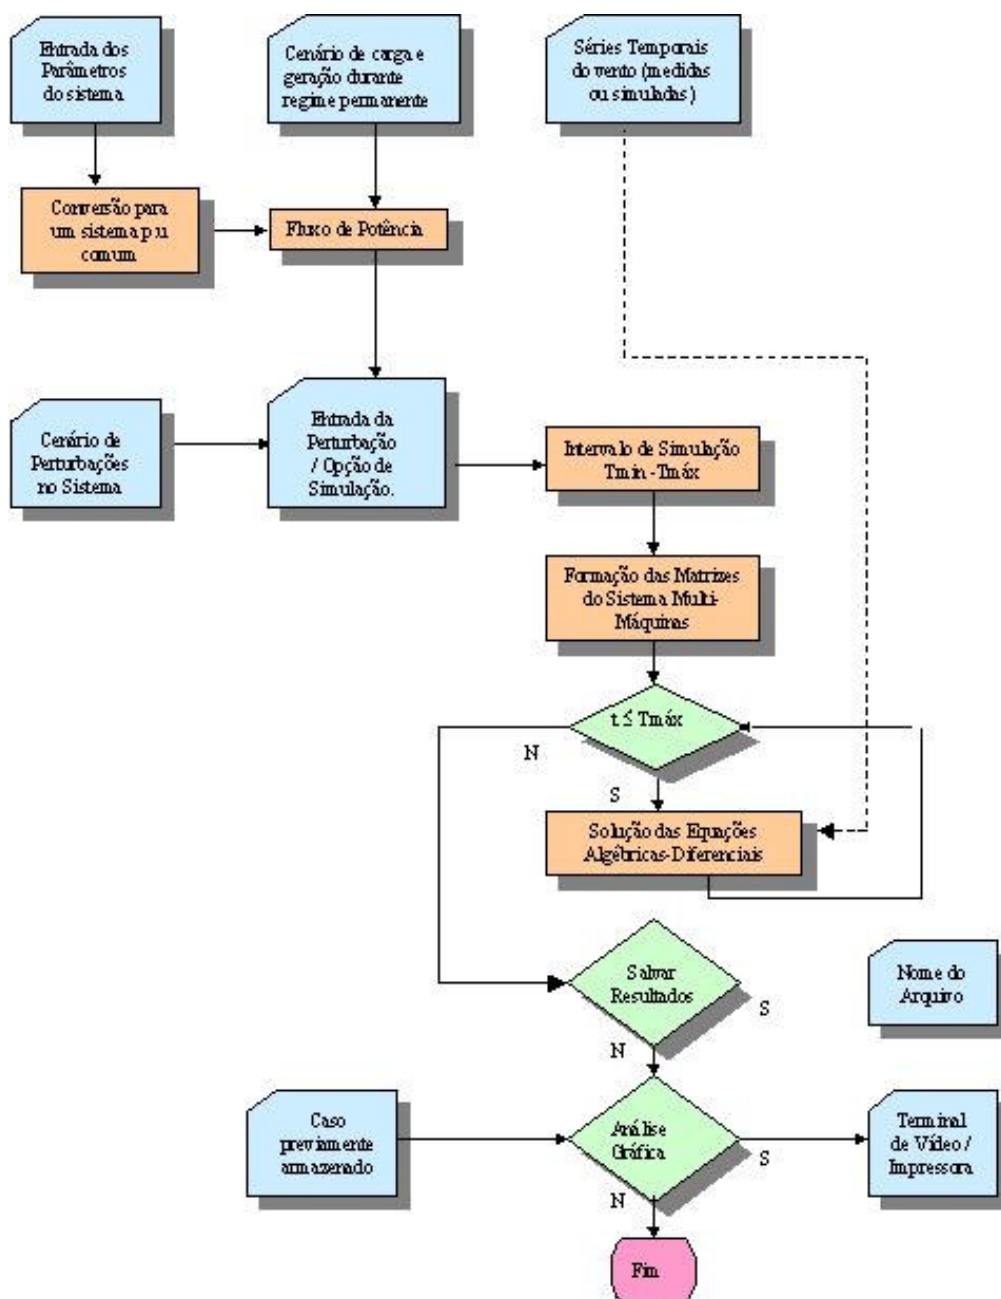 Entrada dos
Parâmetros
do sistema
Cenário de carga e
geração durante
regime permanente
Séries Temporais
do vento (medidas
ou simuladas)
Conversão para
um sistema p.u
comum
Fluxo de Potência
Cenário de
Perturbações
no Sistema
Entrada da
Perturbação
/ Opção de
Simulação.
Intervalo de Simulação
Tmin -Tmáx
Formação das Matrizes
do Sistema Multi-
Máquinas
t ≤ Tmáx
N
S
Solução das Equações
Algébricas-Diferenciais
Salvar
Resultados
S
N
Nome do
Arquivo
Caso
previamente
armazenado
Análise
Gráfica
S
N
Terminal
de Vídeo /
Impressora
Fim